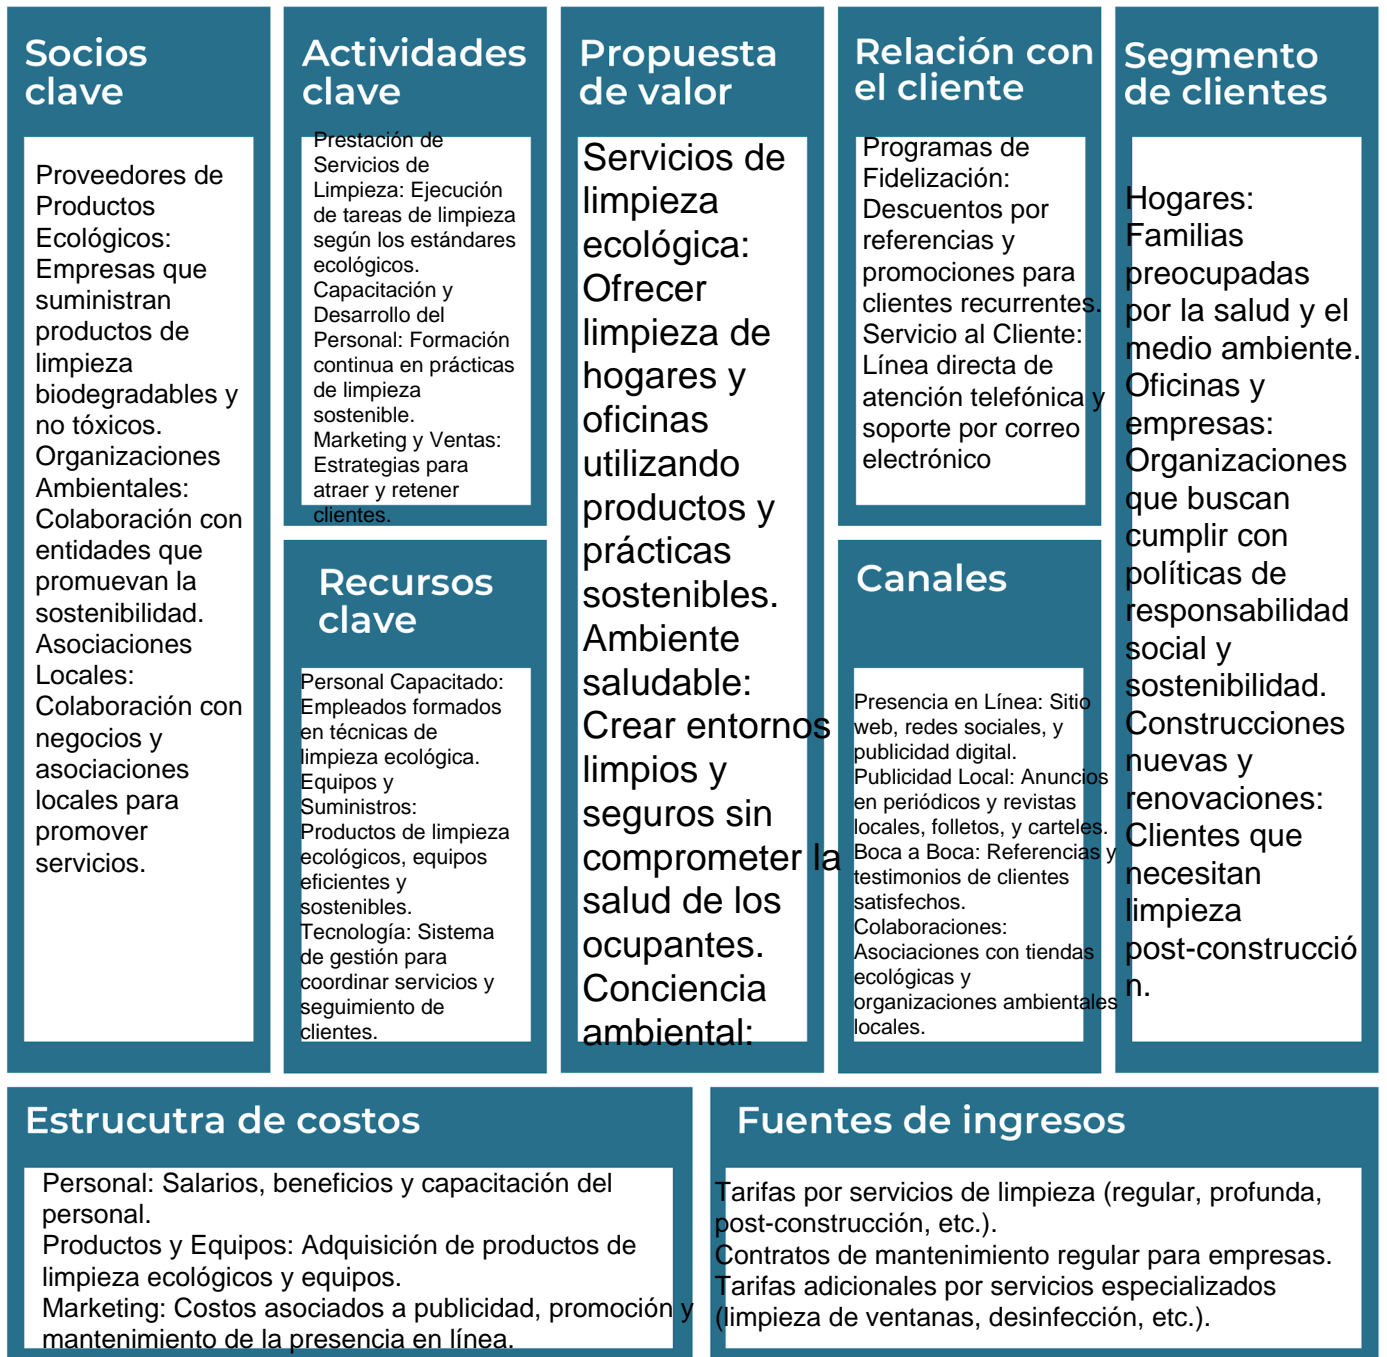 Socios
clave
Proveedores de
Productos
Ecológicos:
Empresas que
suministran
productos de
limpieza
biodegradables y
no tóxicos.
Organizaciones
Ambientales:
Colaboración con
entidades que
promuevan la
sostenibilidad.
Asociaciones
Locales:
Colaboración con
negocios y
asociaciones
locales para
promover
servicios.
Actividades
clave
Prestación de
Servicios de
Limpieza: Ejecución
de tareas de limpieza
según los estándares
ecológicos.
Capacitación y
Desarrollo del
Personal: Formación
continua en prácticas
de limpieza
sostenible.
Marketing y Ventas:
Estrategias para
atraer y retener
clientes.
Recursos
clave
Personal Capacitado:
Empleados formados
en técnicas de
limpieza ecológica.
Equipos y
Suministros:
Productos de limpieza
ecológicos, equipos
eficientes y
sostenibles.
Tecnología: Sistema
de gestión para
coordinar servicios y
seguimiento de
clientes.
Propuesta
de valor
Servicios de
limpieza
ecológica:
Ofrecer
limpieza de
hogares y
oficinas
utilizando
productos y
prácticas
sostenibles.
Ambiente
saludable:
Crear entornos
limpios y
seguros sin
comprometer la
salud de los
ocupantes.
Conciencia
ambiental:
Relación con
el cliente
Programas de
Fidelización:
Descuentos por
referencias y
promociones para
clientes recurrentes.
Servicio al Cliente:
Línea directa de
atención telefónica y
soporte por correo
electrónico
Canales
Presencia en Línea: Sitio
web, redes sociales, y
publicidad digital.
Publicidad Local: Anuncios
en periódicos y revistas
locales, folletos, y carteles.
Boca a Boca: Referencias y
testimonios de clientes
satisfechos.
Colaboraciones:
Asociaciones con tiendas
ecológicas y
organizaciones ambientales
locales.
Segmento
de clientes
Hogares:
Familias
preocupadas
por la salud y el
medio ambiente.
Oficinas y
empresas:
Organizaciones
que buscan
cumplir con
políticas de
responsabilidad
social y
sostenibilidad.
Construcciones
nuevas y
renovaciones:
Clientes que
necesitan
limpieza
post-construcció
n.
Estrucutra de costos
Personal: Salarios, beneficios y capacitación del
personal.
Productos y Equipos: Adquisición de productos de
limpieza ecológicos y equipos.
Marketing: Costos asociados a publicidad, promoción y
mantenimiento de la presencia en línea.
Fuentes de ingresos
Tarifas por servicios de limpieza (regular, profunda,
post-construcción, etc.).
Contratos de mantenimiento regular para empresas.
Tarifas adicionales por servicios especializados
(limpieza de ventanas, desinfección, etc.).